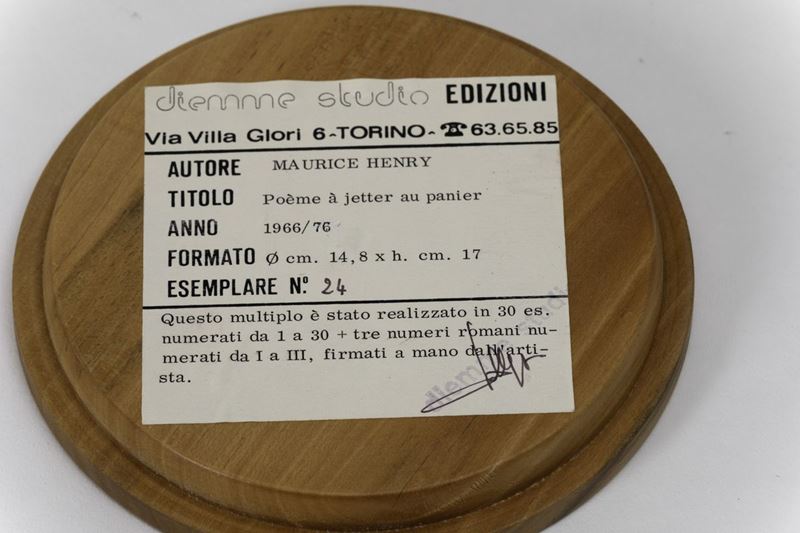 diemme studio EDIZIONI
Via Villa Glori 6-TORINO-☎63.65.85
AUTORE MAURICE HENRY
TITOLO Poème à jetter au panier
ANNO 1966/76
FORMATO Ø cm. 14,8 x h. cm. 17
ESEMPLARE N.º 24
Questo multiplo è stato realizzato in 30 es.
numerati da 1 a 30 + tre numeri romani nu-
merati da I a III, firmati a mano dall'arti-
sta.
diemme studi